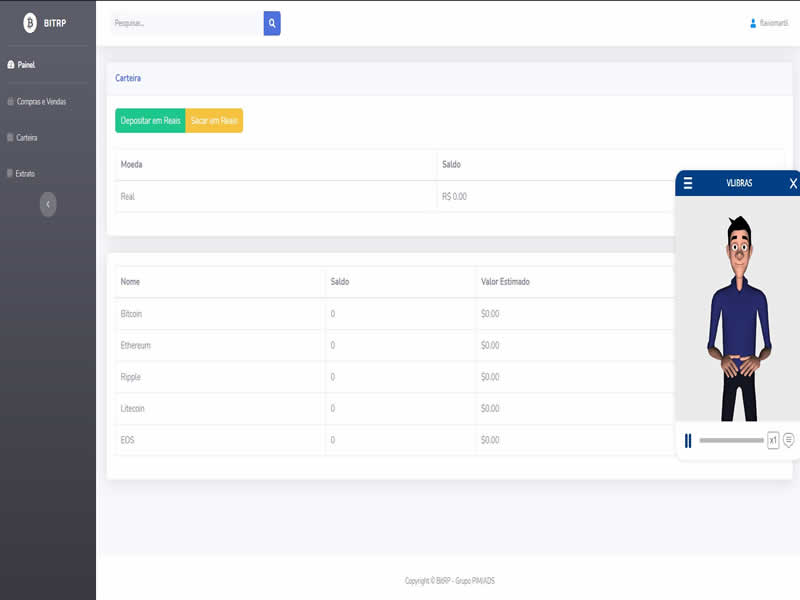 BITRP
Pesquisar...
flaviomartil
Painel
Compras e Vendas
Carteira
Extrato
Carteira
Depositar em Reais Sacar em Reais
Moeda Saldo
Real R$ 0.00
Nome Saldo Valor Estimado
Bitcoin 0 $0.00
Ethereum 0 $0.00
Ripple 0 $0.00
Litecoin 0 $0.00
EOS 0 $0.00
VLIBRAS
X
x1
Copyright © BitRP - Grupo PIM/ADS